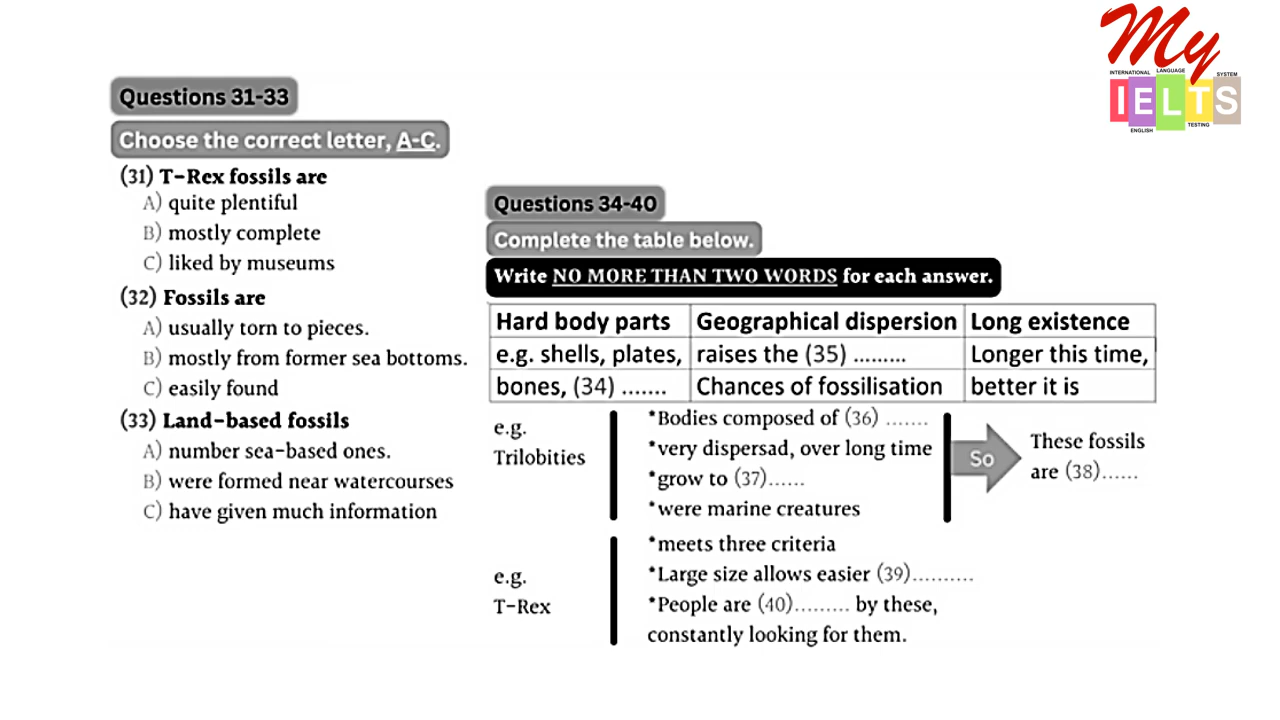 My
INTERNATIONAL LANGUAGE SYSTEM
IELTS
ENGLISH TESTING
Questions 31-33
Choose the correct letter, A-C.
(31) T-Rex fossils are
A) quite plentiful
B) mostly complete
C) liked by museums
(32) Fossils are
A) usually torn to pieces.
B) mostly from former sea bottoms.
C) easily found
(33) Land-based fossils
A) number sea-based ones.
B) were formed near watercourses
C) have given much information
Questions 34-40
Complete the table below.
Write NO MORE THAN TWO WORDS for each answer.
Hard body parts Geographical dispersion Long existence
e.g. shells, plates, raises the (35) ......... Longer this time,
bones, (34) ....... Chances of fossilisation better it is
e.g.
Trilobities
*Bodies composed of (36) .......
*very dispersad, over long time
*grow to (37)......
*were marine creatures
So
These fossils
are (38)......
e.g.
T-Rex
*meets three criteria
*Large size allows easier (39)..........
*People are (40)......... by these,
constantly looking for them.